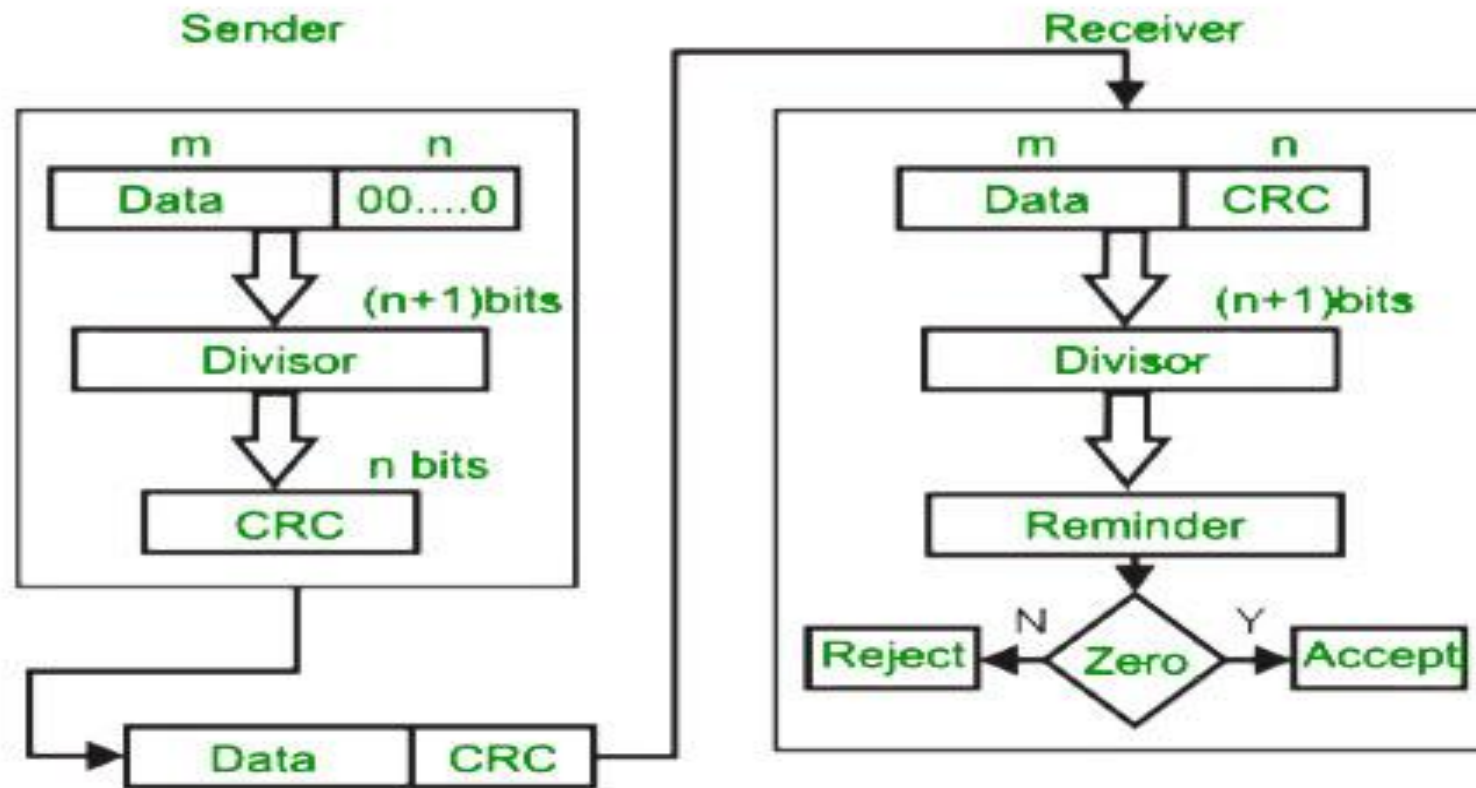 Sender
m n
Data 00....0
(n+1)bits
Divisor
n bits
CRC
Data CRC
Receiver
m n
Data CRC
(n+1)bits
Divisor
Reminder
N Y
Reject Zero Accept